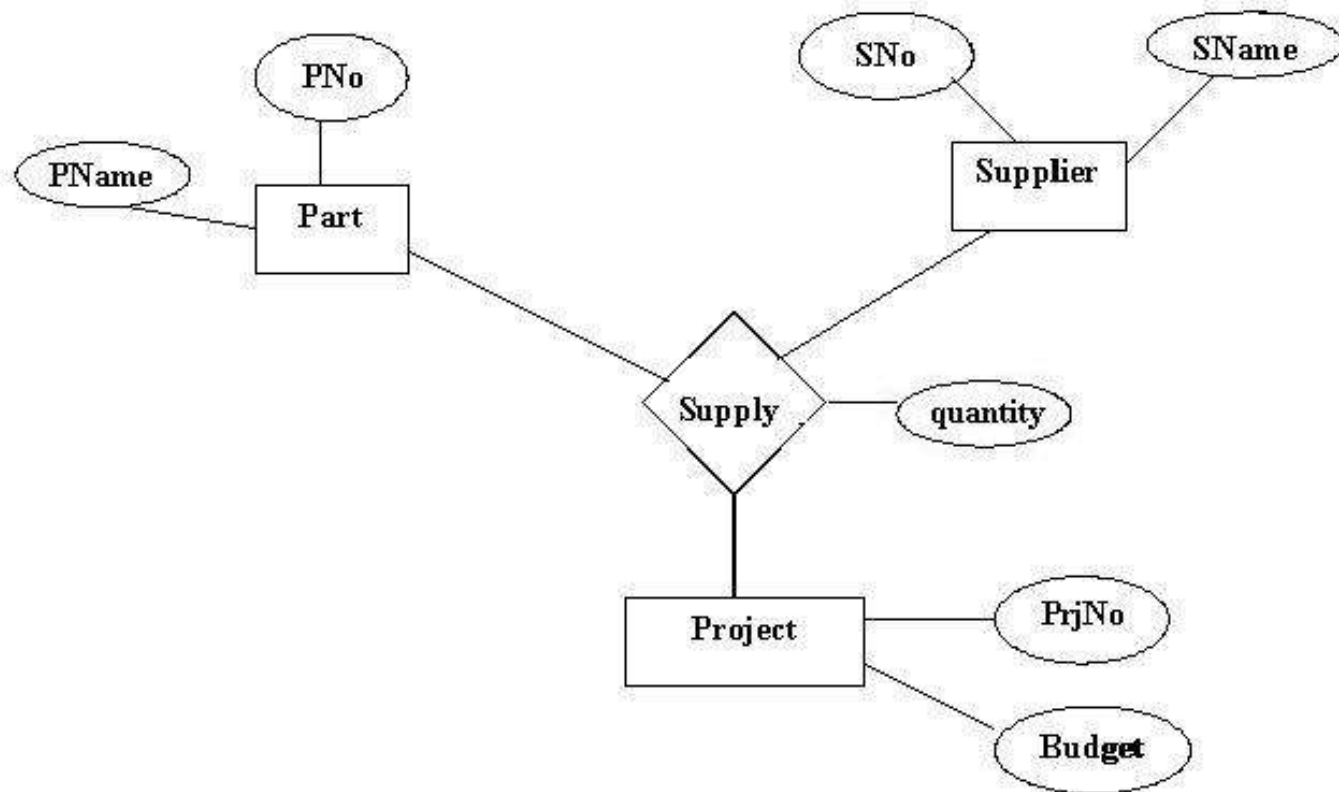 SNo
SName
PNo
PName
Supplier
Part
Supply
quantity
Project
PrjNo
Budget